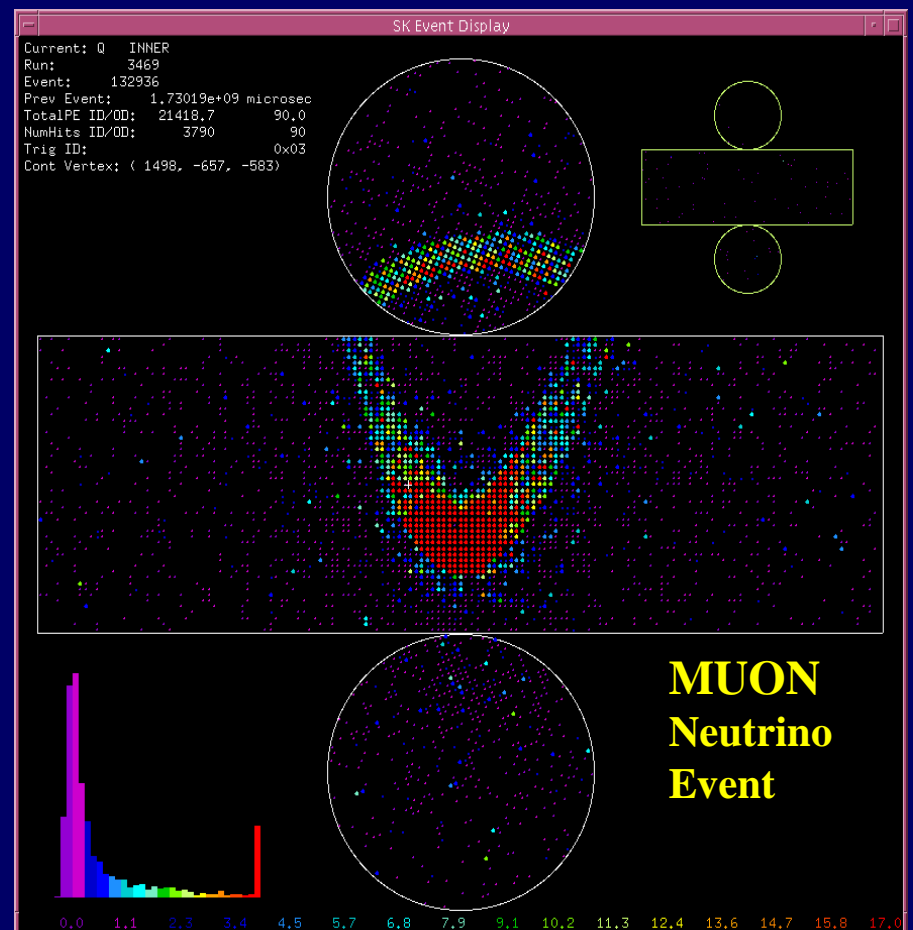 SK Event Display
Current: Q INNER
Run: 3469
Event: 132936
Prev Event: 1.73019e+09 microsec
TotalPE ID/OD: 21418.7 90.0
NumHits ID/OD: 3790 90
Trig ID: 0x03
Cont Vertex: ( 1498, -657, -583)
MUON
Neutrino
Event
0.0 1.1 2.3 3.4 4.5 5.7 6.8 7.9 9.1 10.2 11.3 12.4 13.6 14.7 15.8 17.0